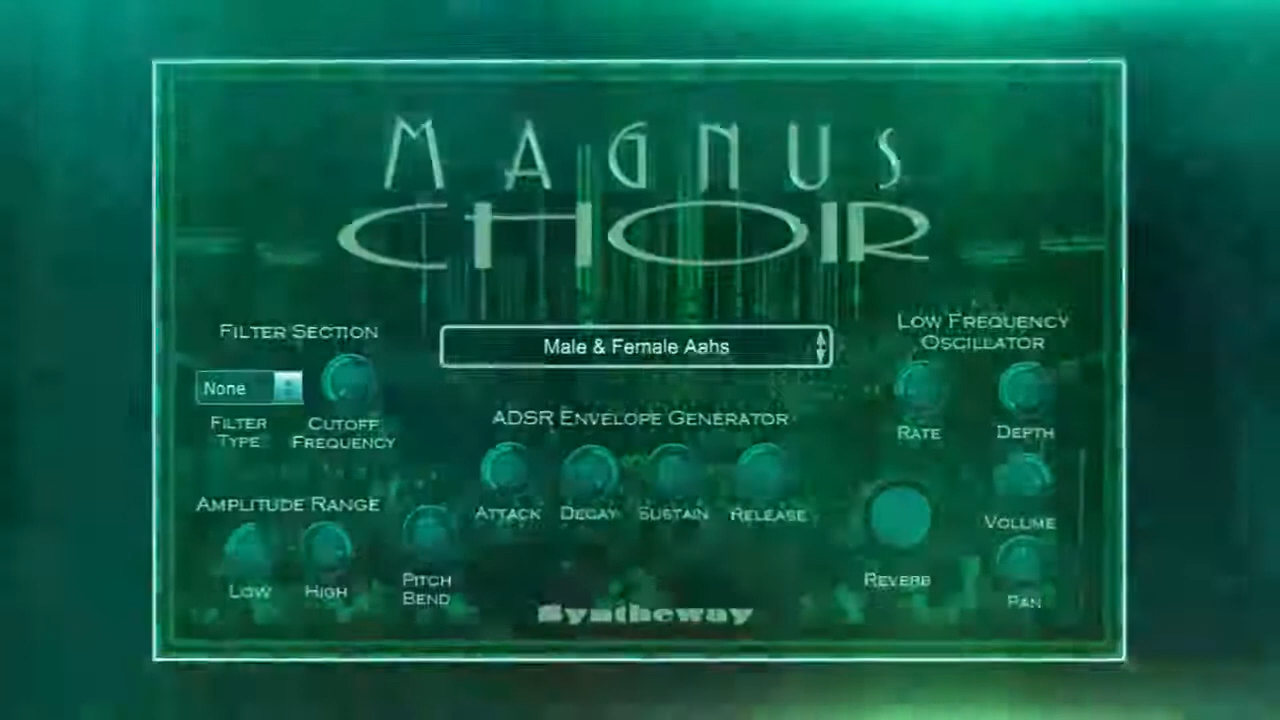 MAGNUS
CHOIR
FILTER SECTION
None
FILTER
TYPE
CUTOFF
FREQUENCY
Male & Female Aahs
LOW FREQUENCY
OSCILLATOR
RATE
DEPTH
ADSR ENVELOPE GENERATOR
ATTACK
DECAY
SUSTAIN
RELEASE
AMPLITUDE RANGE
LOW
HIGH
PITCH
BEND
REVERB
VOLUME
PAN
Syntheway